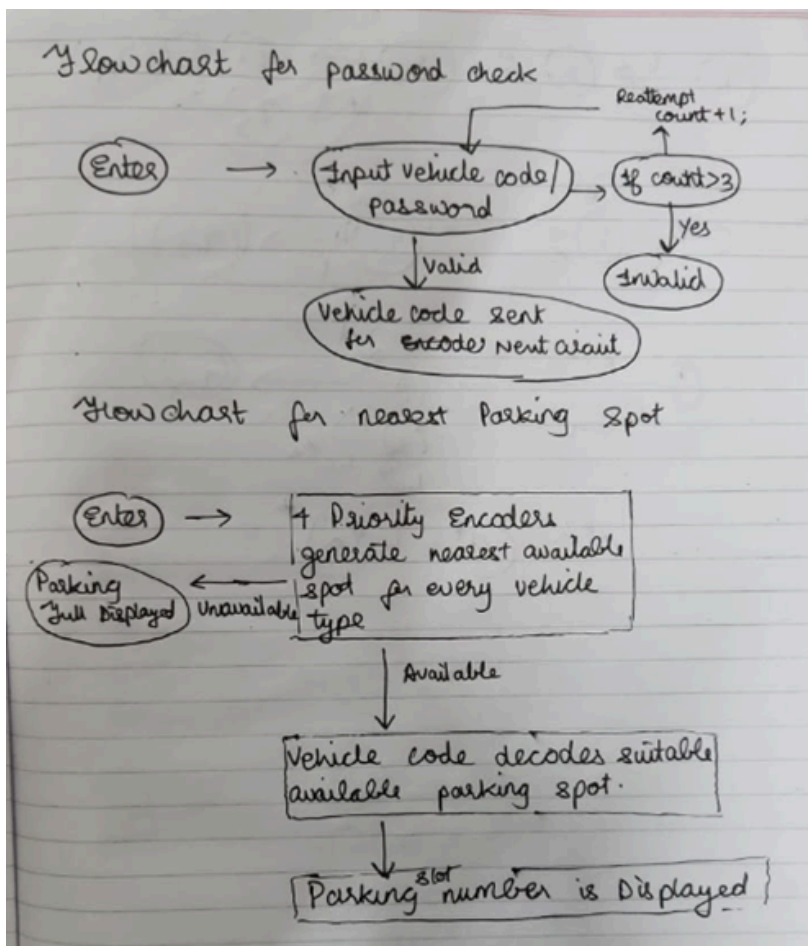 Flowchart for password check
Reattempt
count+1;
Enter
Input vehicle code/
password
If count>3
Yes
Invalid
Valid
Vehicle code sent
for Encoder
Flowchart for nearest Parking Spot
Enter
4 Priority Encoders
generate nearest available
spot for every vehicle
type
Parking
Full Displayed
Unavailable
Available
Vehicle code decodes suitable
available parking spot.
Parking slot number is Displayed